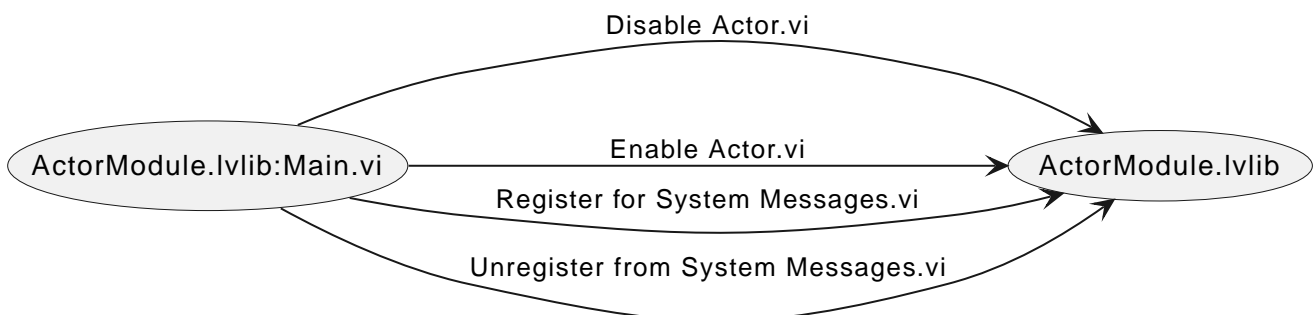 Disable Actor.vi
ActorModule.lvlib:Main.vi
Enable Actor.vi
ActorModule.lvlib
Register for System Messages.vi
Unregister from System Messages.vi